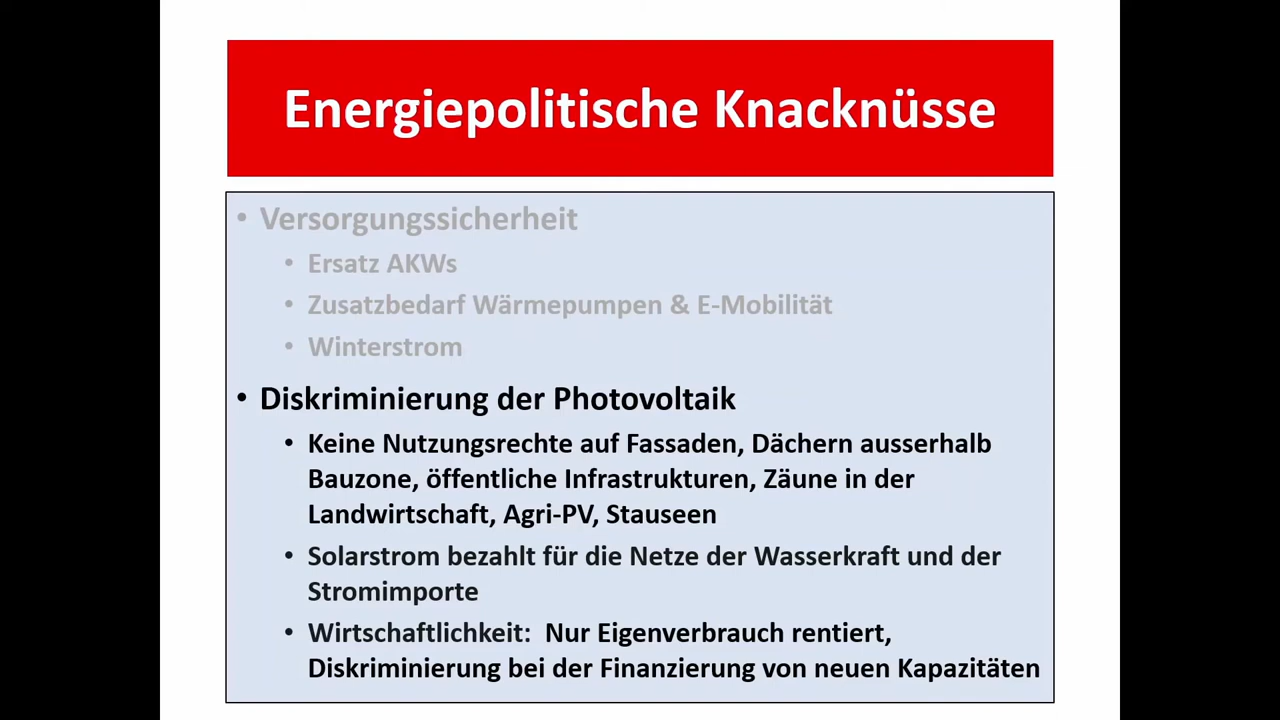 Energiepolitische Knacknüsse
• Versorgungssicherheit
• Ersatz AKWs
• Zusatzbedarf Wärmepumpen & E-Mobilität
• Winterstrom
• Diskriminierung der Photovoltaik
• Keine Nutzungsrechte auf Fassaden, Dächern ausserhalb
Bauzone, öffentliche Infrastrukturen, Zäune in der
Landwirtschaft, Agri-PV, Stauseen
• Solarstrom bezahlt für die Netze der Wasserkraft und der
Stromimporte
• Wirtschaftlichkeit: Nur Eigenverbrauch rentiert,
Diskriminierung bei der Finanzierung von neuen Kapazitäten